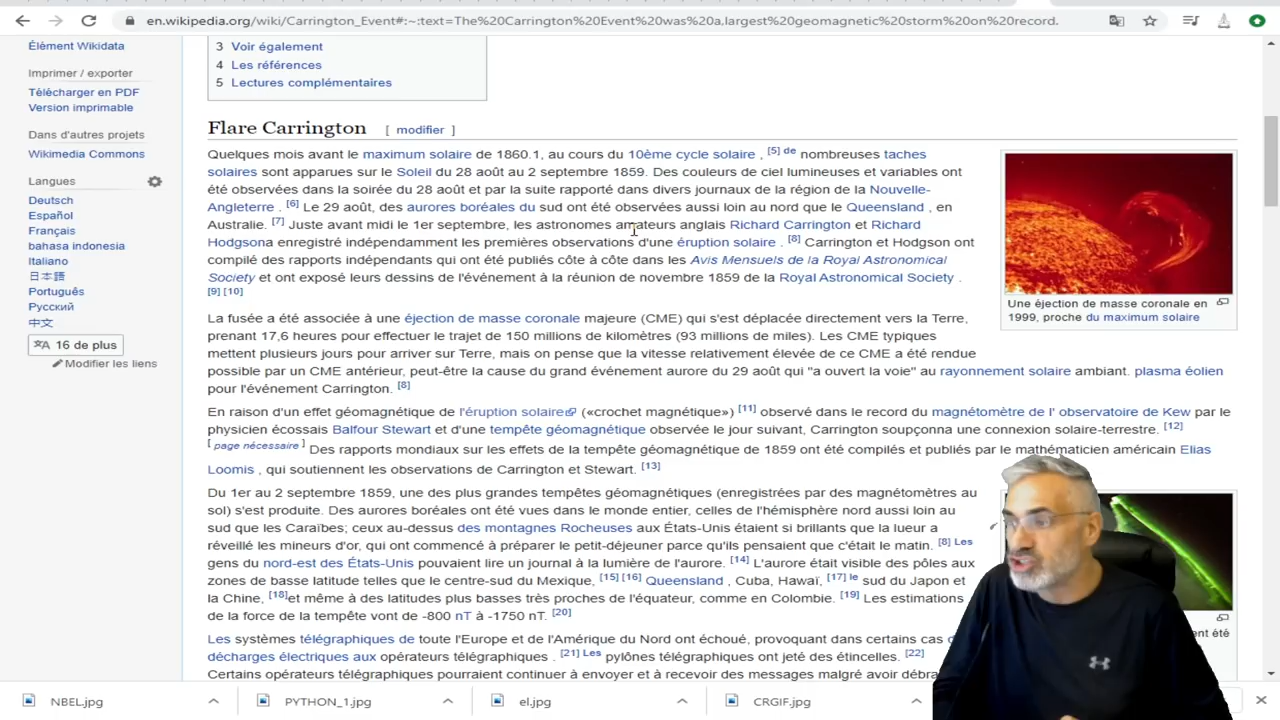 en.wikipedia.org/wiki/Carrington_Event#:~:text=The%20Carrington%20Event%20was%20a,largest%20geomagnetic%20storm%20on%20record.
Élément Wikidata
Imprimer / exporter
Télécharger en PDF
Version imprimable
Dans d'autres projets
Wikimedia Commons
Langues
Deutsch
Español
Français
bahasa indonesia
Italiano
日本語
Português
Русский
中文
16 de plus
Modifier les liens
3 Voir également
4 Les références
5 Lectures complémentaires
Flare Carrington [ modifier ]
Quelques mois avant le maximum solaire de 1860.1, au cours du 10ème cycle solaire , [5] de nombreuses taches
solaires sont apparues sur le Soleil du 28 août au 2 septembre 1859. Des couleurs de ciel lumineuses et variables ont
été observées dans la soirée du 28 août et par la suite rapporté dans divers journaux de la région de la Nouvelle-
Angleterre . [6] Le 29 août, des aurores boréales du sud ont été observées aussi loin au nord que le Queensland , en
Australie. [7] Juste avant midi le 1er septembre, les astronomes amateurs anglais Richard Carrington et Richard
Hodgsona enregistré indépendamment les premières observations d'une éruption solaire . [8] Carrington et Hodgson ont
compilé des rapports indépendants qui ont été publiés côte à côte dans les Avis Mensuels de la Royal Astronomical
Society et ont exposé leurs dessins de l'événement à la réunion de novembre 1859 de la Royal Astronomical Society .
[9] [10]
Une éjection de masse coronale en
1999, proche du maximum solaire
La fusée a été associée à une éjection de masse coronale majeure (CME) qui s'est déplacée directement vers la Terre,
prenant 17,6 heures pour effectuer le trajet de 150 millions de kilomètres (93 millions de miles). Les CME typiques
mettent plusieurs jours pour arriver sur Terre, mais on pense que la vitesse relativement élevée de ce CME a été rendue
possible par un CME antérieur, peut-être la cause du grand événement aurore du 29 août qui "a ouvert la voie" au rayonnement solaire ambiant. plasma éolien
pour l'événement Carrington. [8]
En raison d'un effet géomagnétique de l'éruption solaire («crochet magnétique») [11] observé dans le record du magnétomètre de l' observatoire de Kew par le
physicien écossais Balfour Stewart et d'une tempête géomagnétique observée le jour suivant, Carrington soupçonna une connexion solaire-terrestre. [12]
[ page nécessaire ] Des rapports mondiaux sur les effets de la tempête géomagnétique de 1859 ont été compilés et publiés par le mathématicien américain Elias
Loomis , qui soutiennent les observations de Carrington et Stewart. [13]
Du 1er au 2 septembre 1859, une des plus grandes tempêtes géomagnétiques (enregistrées par des magnétomètres au
sol) s'est produite. Des aurores boréales ont été vues dans le monde entier, celles de l'hémisphère nord aussi loin au
sud que les Caraïbes; ceux au-dessus des montagnes Rocheuses aux États-Unis étaient si brillants que la lueur a
réveillé les mineurs d'or, qui ont commencé à préparer le petit-déjeuner parce qu'ils pensaient que c'était le matin. [8] Les
gens du nord-est des États-Unis pouvaient lire un journal à la lumière de l'aurore. [14] L'aurore était visible des pôles aux
zones de basse latitude telles que le centre-sud du Mexique, [15] [16] Queensland , Cuba, Hawaï, [17] le sud du Japon et
la Chine, [18]et même à des latitudes plus basses très proches de l'équateur, comme en Colombie. [19] Les estimations
de la force de la tempête vont de -800 nT à -1750 nT. [20]
ent été
Les systèmes télégraphiques de toute l'Europe et de l'Amérique du Nord ont échoué, provoquant dans certains cas
décharges électriques aux opérateurs télégraphiques . [21] Les pylônes télégraphiques ont jeté des étincelles. [22]
Certains opérateurs télégraphiques pourraient continuer à envoyer et à recevoir des messages malgré avoir
NBEL.jpg
PYTHON_1.jpg
el.jpg
CRGIF.jpg